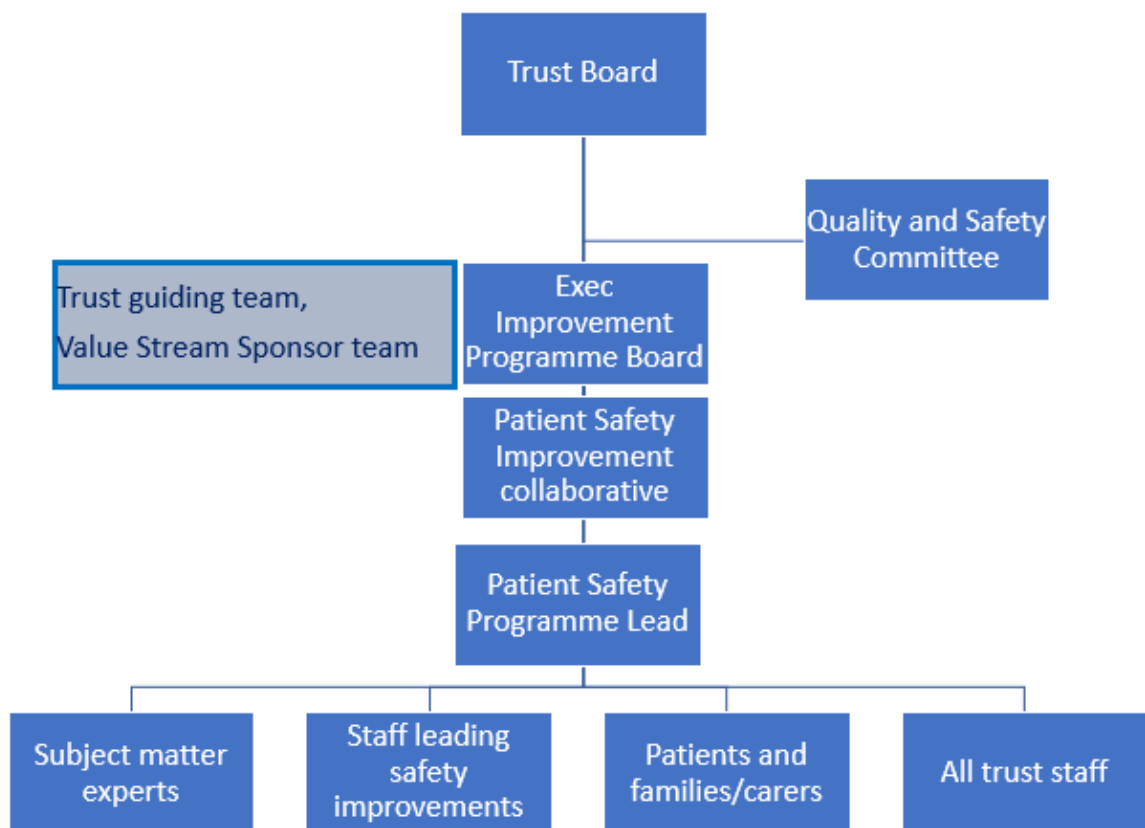 Trust Board
Quality and Safety
Committee
Trust guiding team,
Value Stream Sponsor team
Exec
Improvement
Programme Board
Patient Safety
Improvement
collaborative
Patient Safety
Programme Lead
Subject matter
experts
Staff leading
safety
improvements
Patients and
families/carers
All trust staff